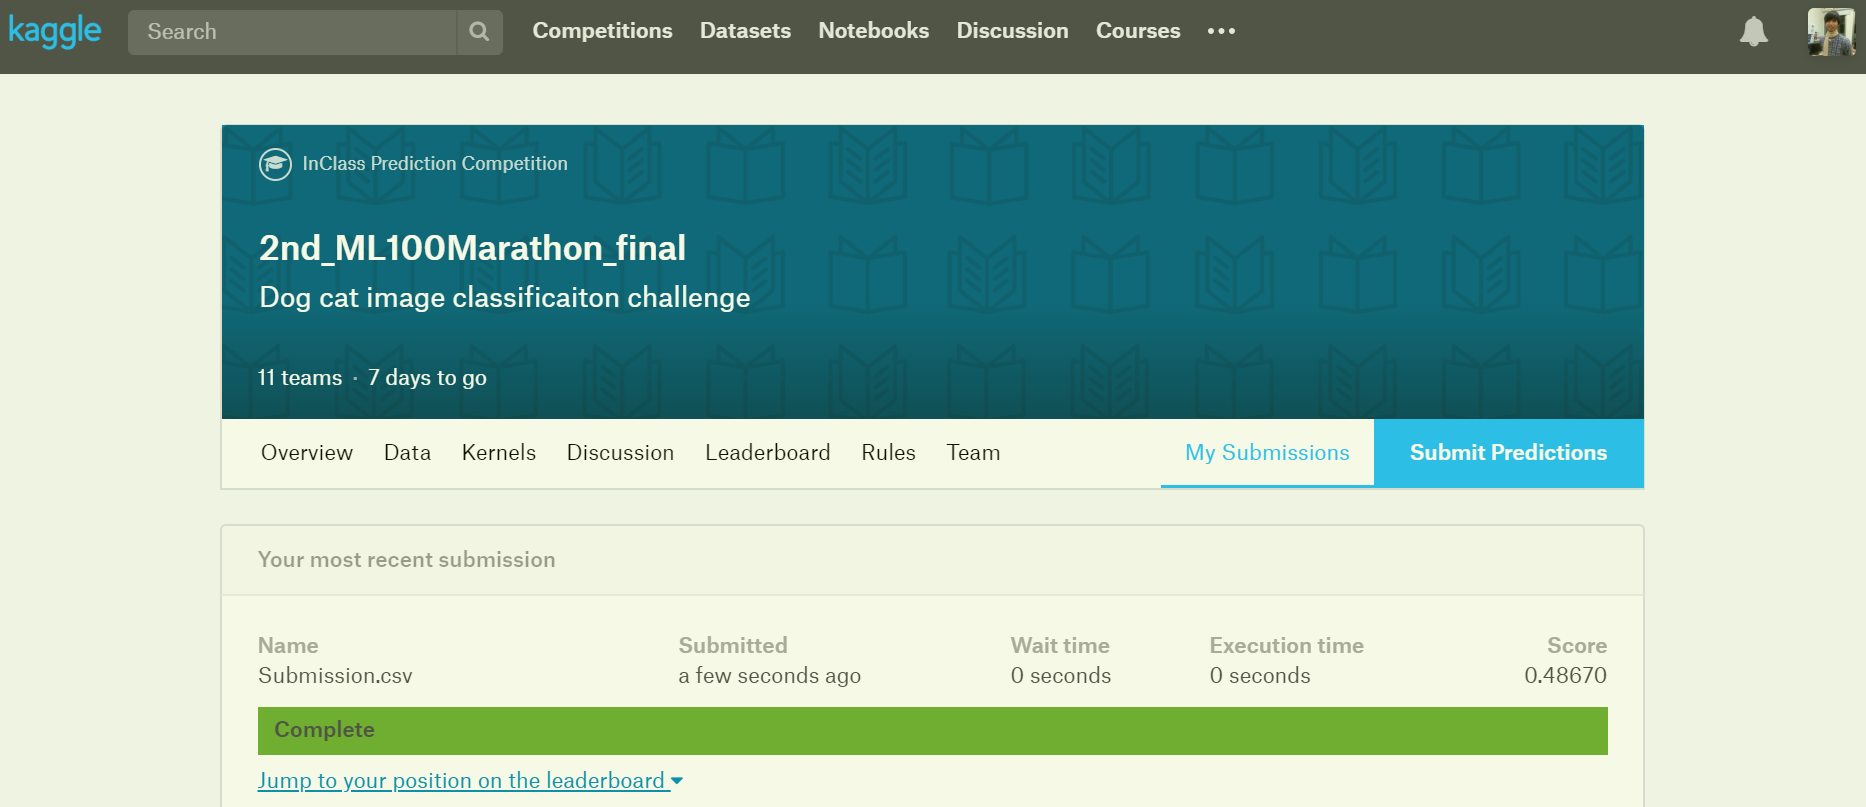 kaggle Search Competitions Datasets Notebooks Discussion Courses
InClass Prediction Competition
2nd_ML100Marathon_final
Dog cat image classificaiton challenge
11 teams · 7 days to go
Overview Data Kernels Discussion Leaderboard Rules Team My Submissions Submit Predictions
Your most recent submission
Name Submitted Wait time Execution time Score
Submission.csv a few seconds ago 0 seconds 0 seconds 0.48670
Complete
Jump to your position on the leaderboard